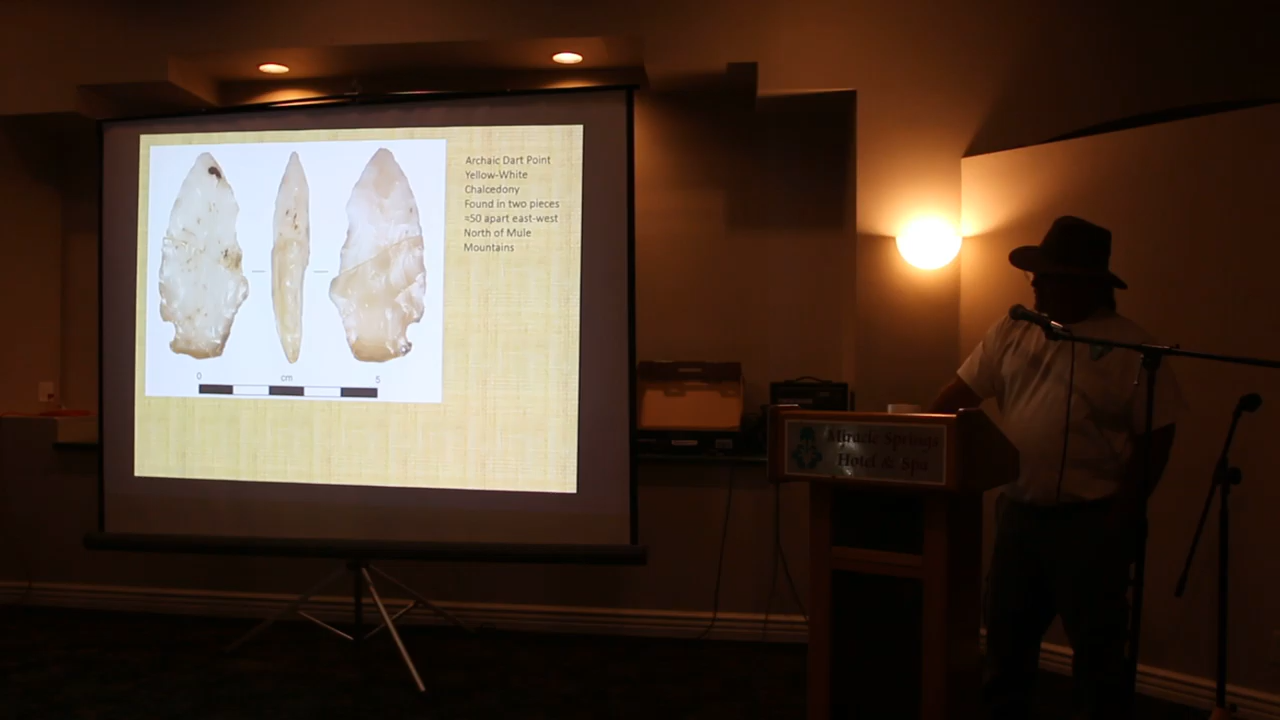 Archaic Dart Point
Yellow-White
Chalcedony
Found in two pieces
≈50 apart east-west
North of Mule
Mountains
0 cm 5
Miracle Springs
Hotel & Spa